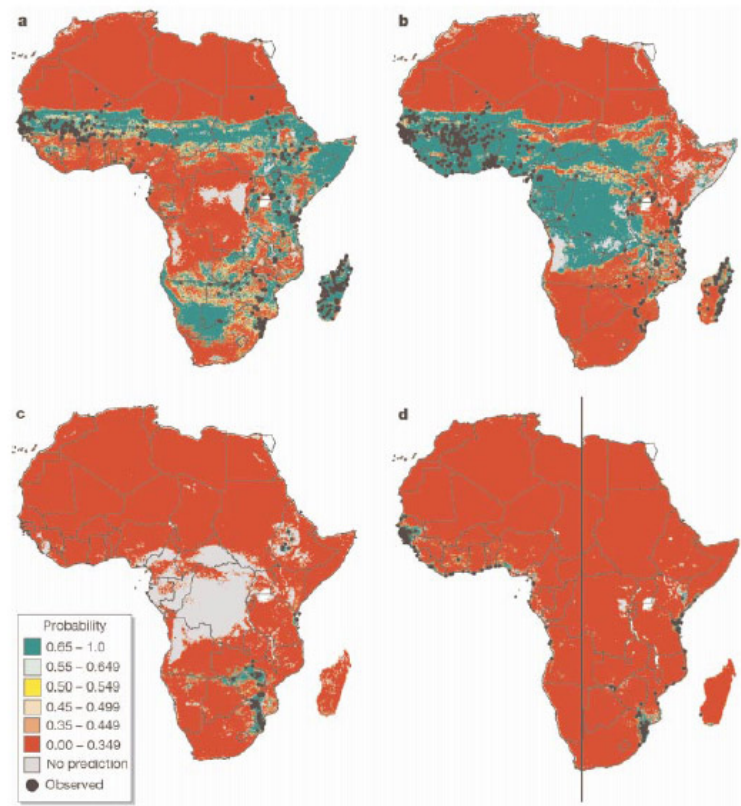 a
b
c
d
Probability
0.65 – 1.0
0.55 – 0.649
0.50 – 0.549
0.45 – 0.499
0.35 – 0.449
0.00 – 0.349
No prediction
Observed